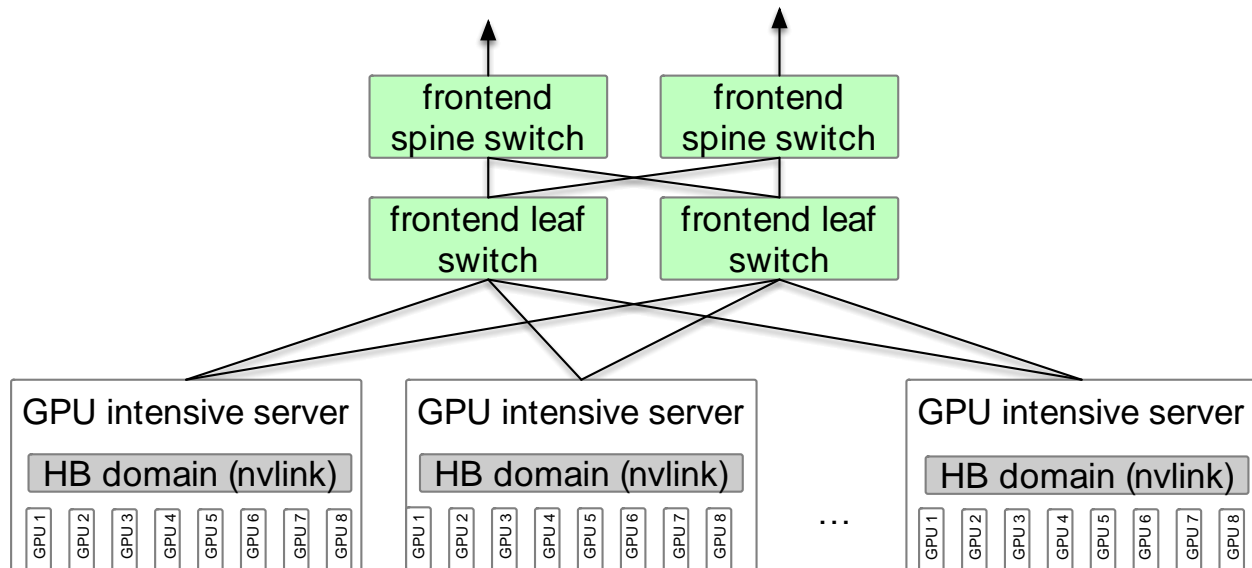 frontend
spine switch
frontend
spine switch
frontend leaf
switch
frontend leaf
switch
GPU intensive server
HB domain (nvlink)
GPU 1
GPU 2
GPU 3
GPU 4
GPU 5
GPU 6
GPU 7
GPU 8
GPU intensive server
HB domain (nvlink)
GPU 1
GPU 2
GPU 3
GPU 4
GPU 5
GPU 6
GPU 7
GPU 8
...
GPU intensive server
HB domain (nvlink)
GPU 1
GPU 2
GPU 3
GPU 4
GPU 5
GPU 6
GPU 7
GPU 8